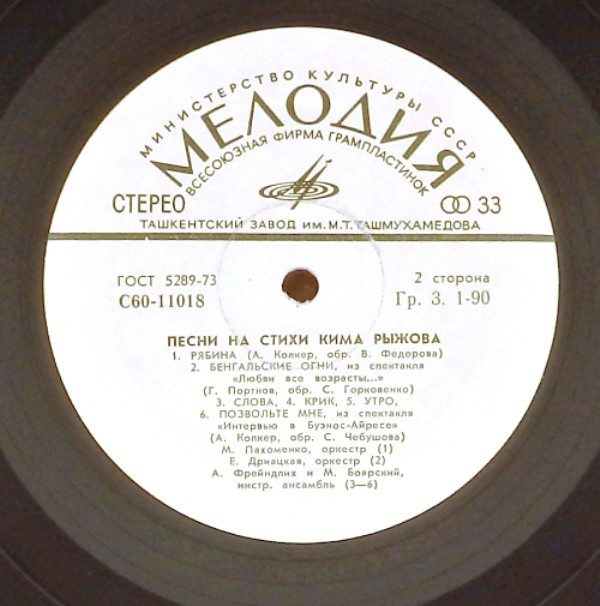 МИНИСТЕРСТВО КУЛЬТУРЫ СССР
МЕЛОДИЯ
ВСЕСОЮЗНАЯ ФИРМА ГРАМПЛАСТИНОК
СТЕРЕО 33
ТАШКЕНТСКИЙ ЗАВОД ИМ. М.Т. ТАШМУХАМЕДОВА
ГОСТ 5289-73 2 сторона
С60-11018 Гр. 3. 1-90
ПЕСНИ НА СТИХИ КИМА РЫЖОВА
1. РЯБИНА (А. Колкер, обр. В. Федорова)
2. БЕНГАЛЬСКИЕ ОГНИ, из спектакля
«Любви все возрасты...»
(Г. Портнов, обр. С. Горковенко)
3. СЛОВА, 4. КРИК, 5. УТРО,
6. ПОЗВОЛЬТЕ МНЕ, из спектакля
«Интервью в Буэнос-Айресе»
(А. Колкер, обр. С. Чебушова)
М. Пахоменко, оркестр (1)
Е. Дриацкая, оркестр (2)
А. Фрейндлих и М. Боярский,
инстр. ансамбль (3—6)